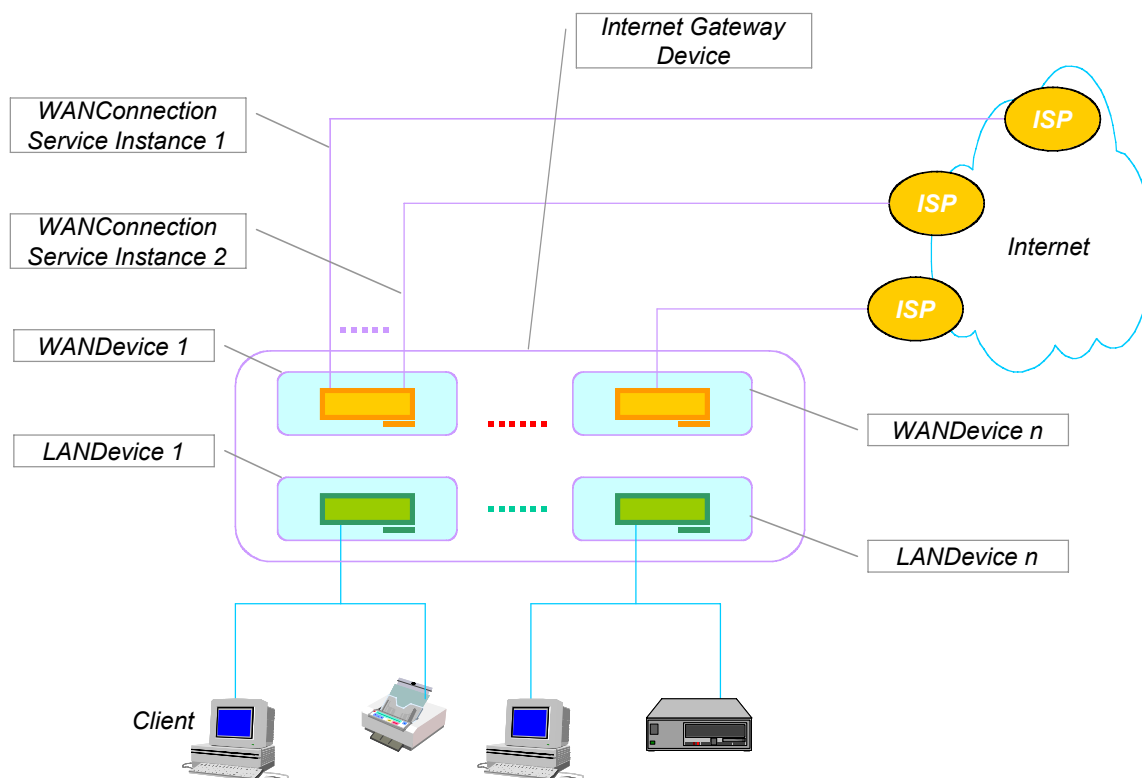 Internet Gateway
Device
WANConnection
Service Instance 1
ISP
ISP
WANConnection
Service Instance 2
Internet
ISP
WANDevice 1
WANDevice n
LANDevice 1
LANDevice n
Client